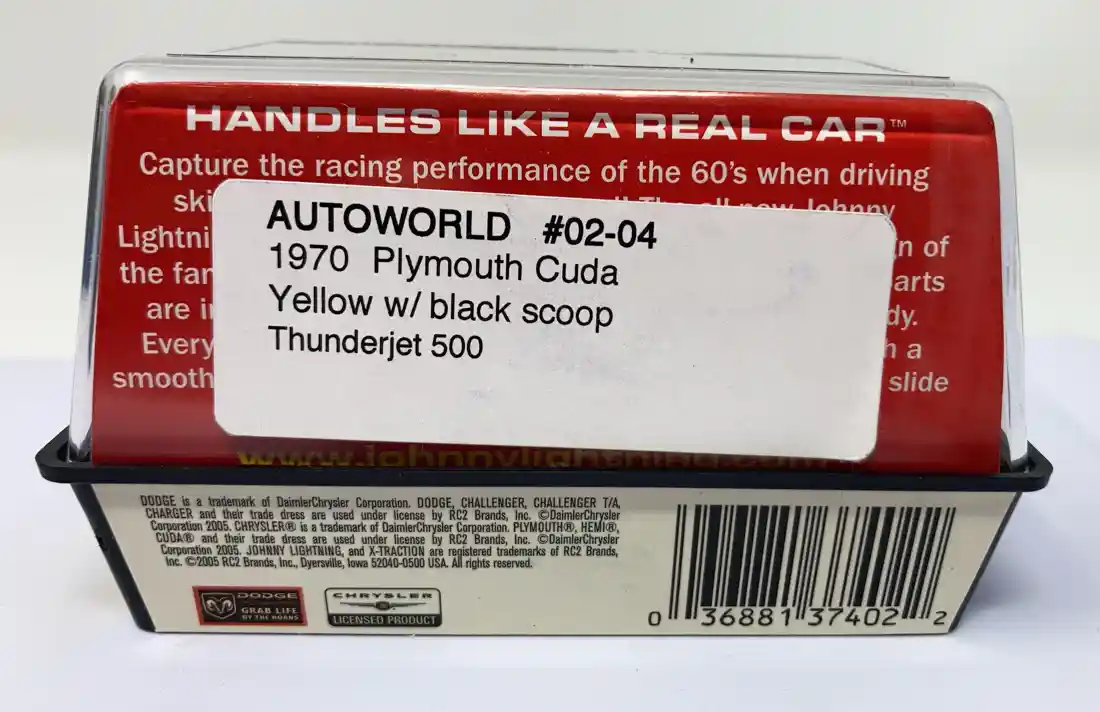 HANDLES LIKE A REAL CAR™
Capture the racing performance of the 60's when driving
AUTOWORLD #02-04
1970 Plymouth Cuda
Yellow w/ black scoop
Thunderjet 500
Lightni
the far
are i
Every
smooth
n of
arts
dy.
h a
slide
www.johnnylightning.com
DODGE is a trademark of DaimlerChrysler Corporation. DODGE, CHALLENGER, CHALLENGER T/A,
CHARGER and their trade dress are used under license by RC2 Brands, Inc. ©DaimlerChrysler
Corporation 2005. CHRYSLER® is a trademark of DaimlerChrysler Corporation. PLYMOUTH®, HEMI®,
CUDA® and their trade dress are used under license by RC2 Brands, Inc. ©DaimlerChrysler
Corporation 2005. JOHNNY LIGHTNING, and X-TRACTION are registered trademarks of RC2 Brands,
Inc. ©2005 RC2 Brands, Inc., Dyersville, Iowa 52040-0500 USA. All rights reserved.
DODGE
GRAB LIFE
BY THE HORNS
CHRYSLER
LICENSED PRODUCT
0 36881 37402 2